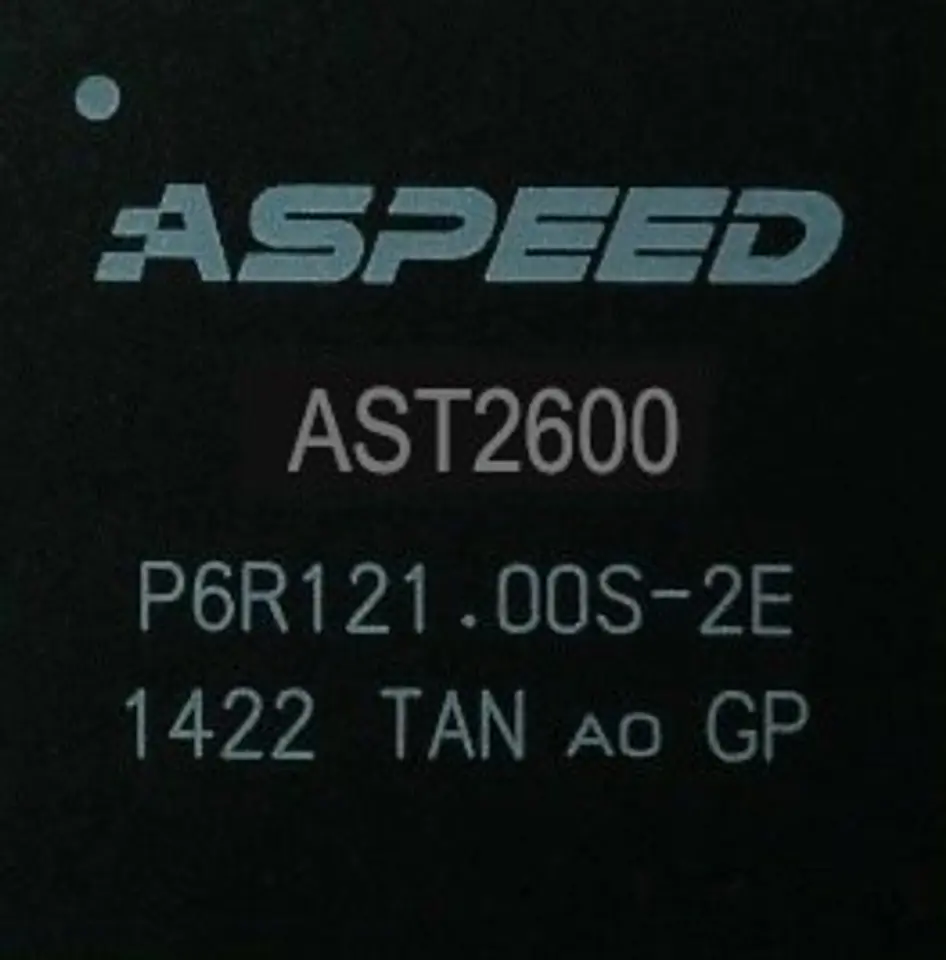 ASPEED
AST2600
P6R121.00S-2E
1422 TAN A0 GP